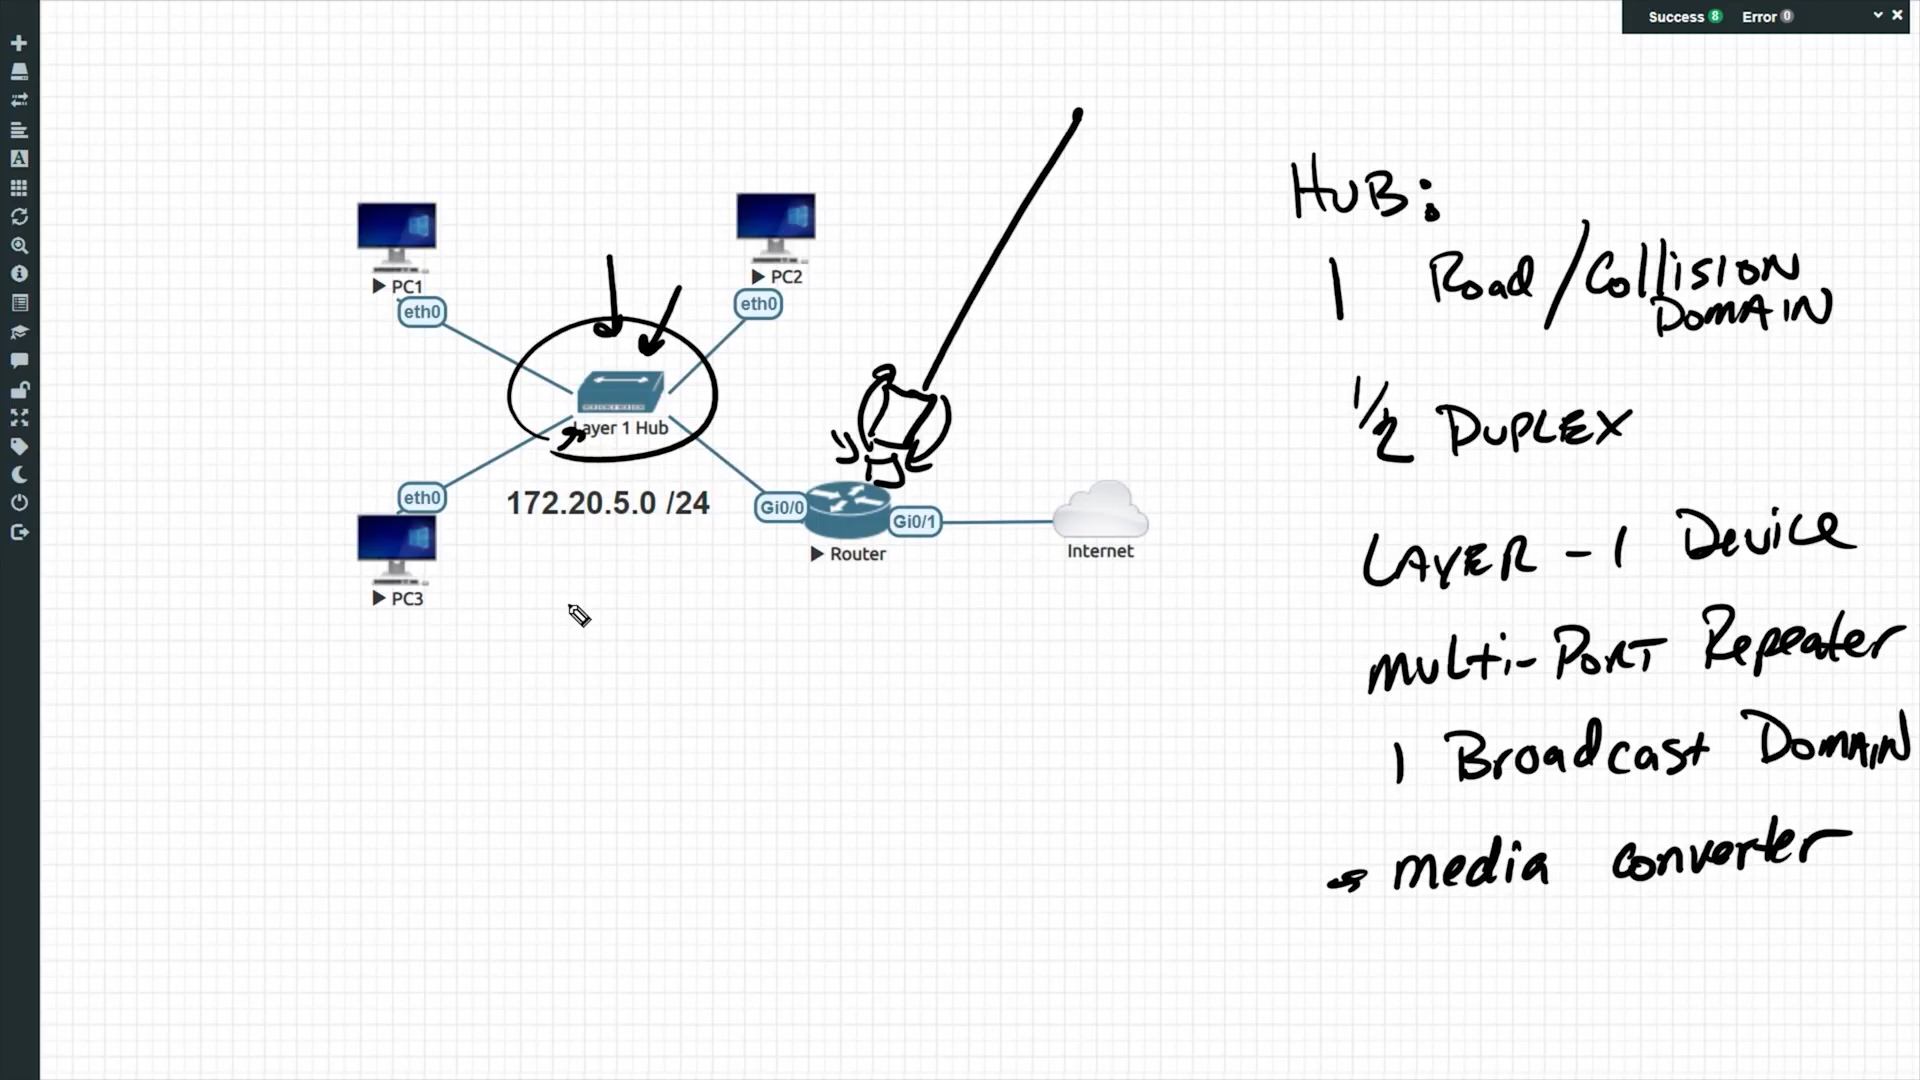 Success 8 Error 0
PC1
PC2
eth0
eth0
Layer 1 Hub
eth0
172.20.5.0 /24
Gi0/0
Gi0/1
Router
Internet
PC3
HUB:
1 Road/Collision
DOMAIN
1/2 DUPLEX
LAYER-1 Device
Multi-Port Repeater
1 Broadcast Domain
media converter